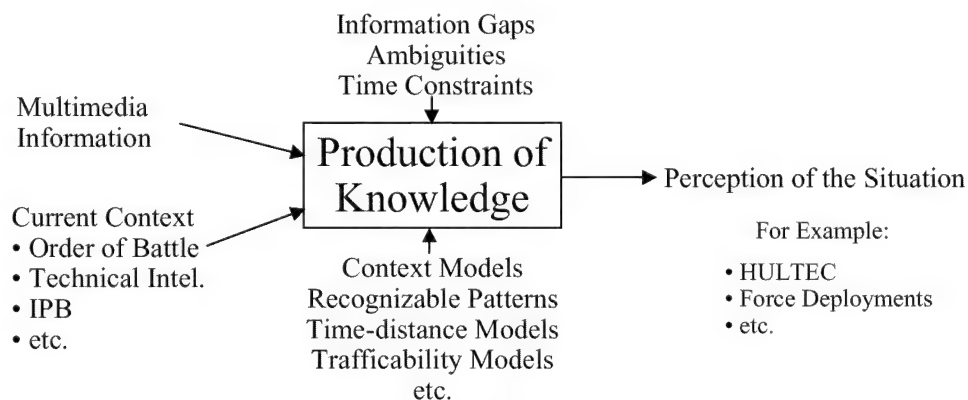 Information Gaps
Ambiguities
Time Constraints
Multimedia
Information
Production of
Knowledge
Perception of the Situation
Current Context
• Order of Battle
• Technical Intel.
• IPB
• etc.
Context Models
Recognizable Patterns
Time-distance Models
Trafficability Models
etc.
For Example:
• HULTEC
• Force Deployments
• etc.